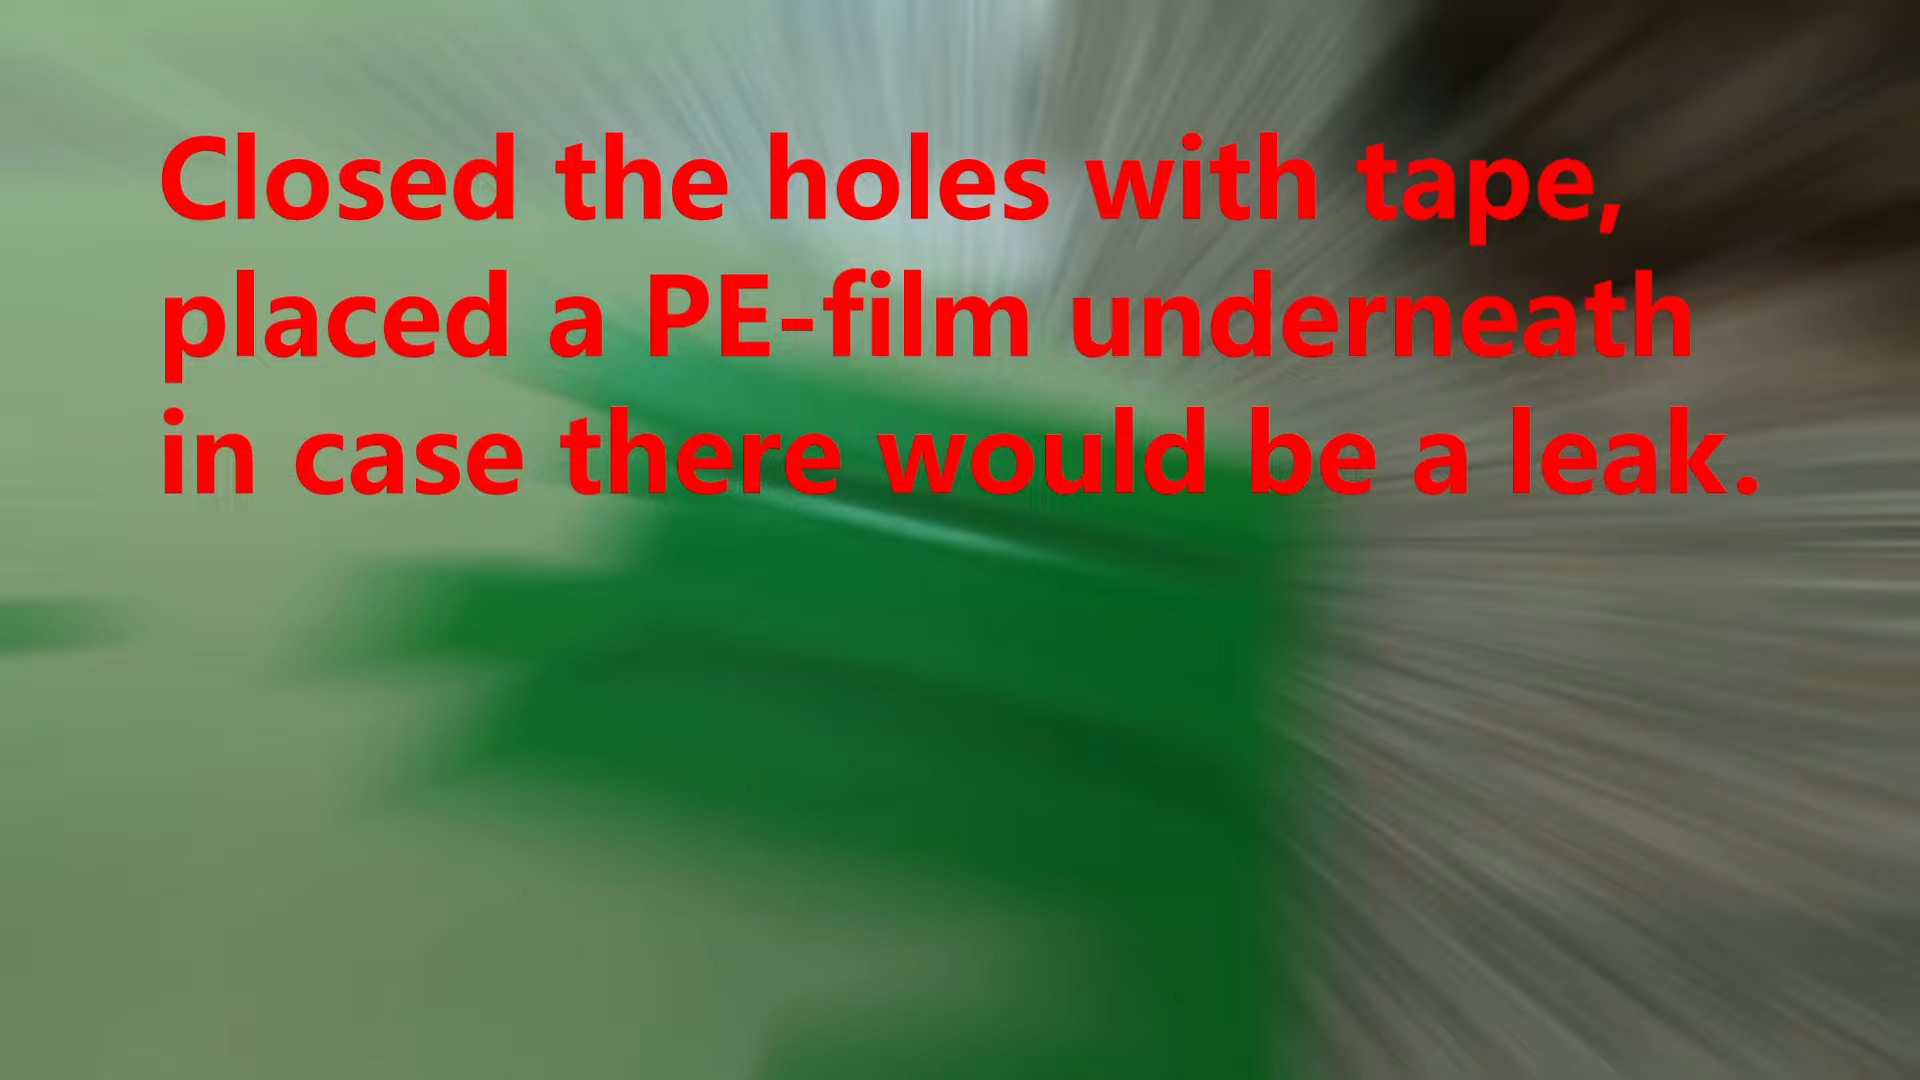 Closed the holes with tape,
placed a PE-film underneath
in case there would be a leak.